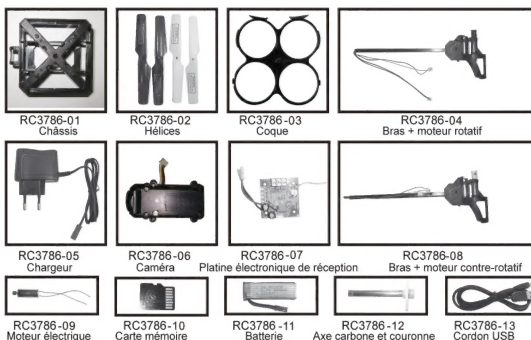 RC3786-01
Châssis
RC3786-02
Hélices
RC3786-03
Coque
RC3786-04
Bras + moteur rotatif
RC3786-05
Chargeur
RC3786-06
Caméra
RC3786-07
Platine électronique de réception
RC3786-08
Bras + moteur contre-rotatif
RC3786-09
Moteur électrique
RC3786-10
Carte mémoire
RC3786-11
Batterie
RC3786-12
Axe carbone et couronne
RC3786-13
Cordon USB